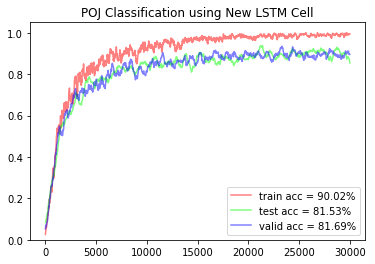 POJ Classification using New LSTM Cell
1.0
0.8
0.6
0.4
0.2
0.0
train acc = 90.02%
test acc = 81.53%
valid acc = 81.69%
0 5000 10000 15000 20000 25000 30000